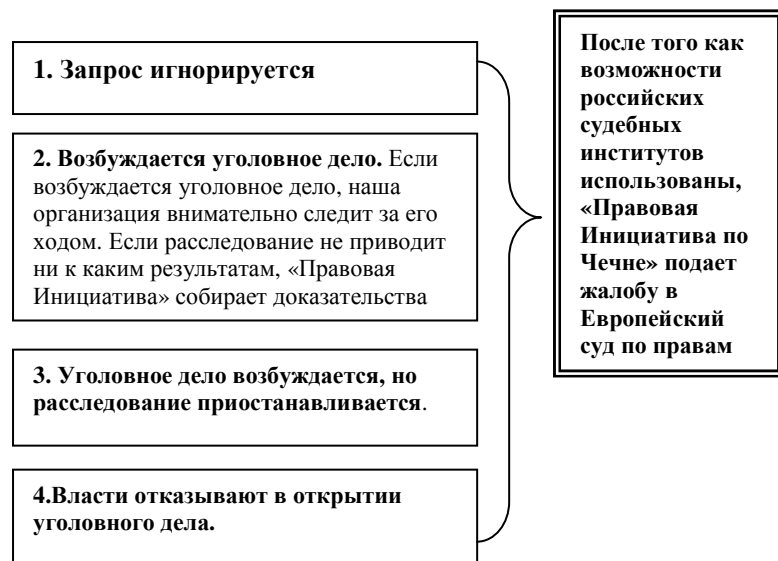 1. Запрос игнорируется
2. Возбуждается уголовное дело. Если
возбуждается уголовное дело, наша
организация внимательно следит за его
ходом. Если расследование не приводит
ни к каким результатам, «Правовая
Инициатива» собирает доказательства
3. Уголовное дело возбуждается, но
расследование приостанавливается.
4.Власти отказывают в открытии
уголовного дела.
После того как
возможности
российских
судебных
институтов
использованы,
«Правовая
Инициатива по
Чечне» подает
жалобу в
Европейский
суд по правам